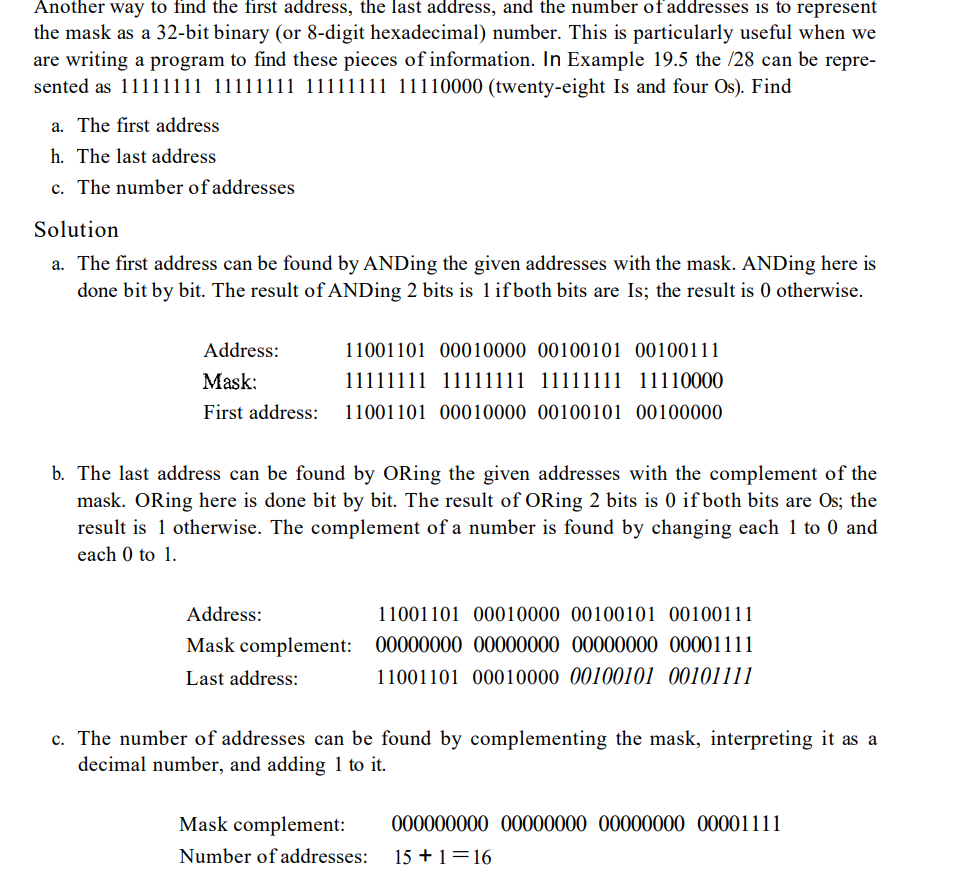 Another way to find the first address, the last address, and the number of addresses is to represent
the mask as a 32-bit binary (or 8-digit hexadecimal) number. This is particularly useful when we
are writing a program to find these pieces of information. In Example 19.5 the /28 can be repre-
sented as 11111111 11111111 11111111 11110000 (twenty-eight Is and four Os). Find
a. The first address
h. The last address
c. The number of addresses
Solution
a. The first address can be found by ANDing the given addresses with the mask. ANDing here is
done bit by bit. The result of ANDing 2 bits is 1 if both bits are Is; the result is 0 otherwise.
Address: 11001101 00010000 00100101 00100111
Mask: 11111111 11111111 11111111 11110000
First address: 11001101 00010000 00100101 00100000
b. The last address can be found by ORing the given addresses with the complement of the
mask. ORing here is done bit by bit. The result of ORing 2 bits is 0 if both bits are Os; the
result is 1 otherwise. The complement of a number is found by changing each 1 to 0 and
each 0 to 1.
Address: 11001101 00010000 00100101 00100111
Mask complement: 00000000 00000000 00000000 00001111
Last address: 11001101 00010000 00100101 00101111
c. The number of addresses can be found by complementing the mask, interpreting it as a
decimal number, and adding 1 to it.
Mask complement: 000000000 00000000 00000000 00001111
Number of addresses: 15 + 1 = 16